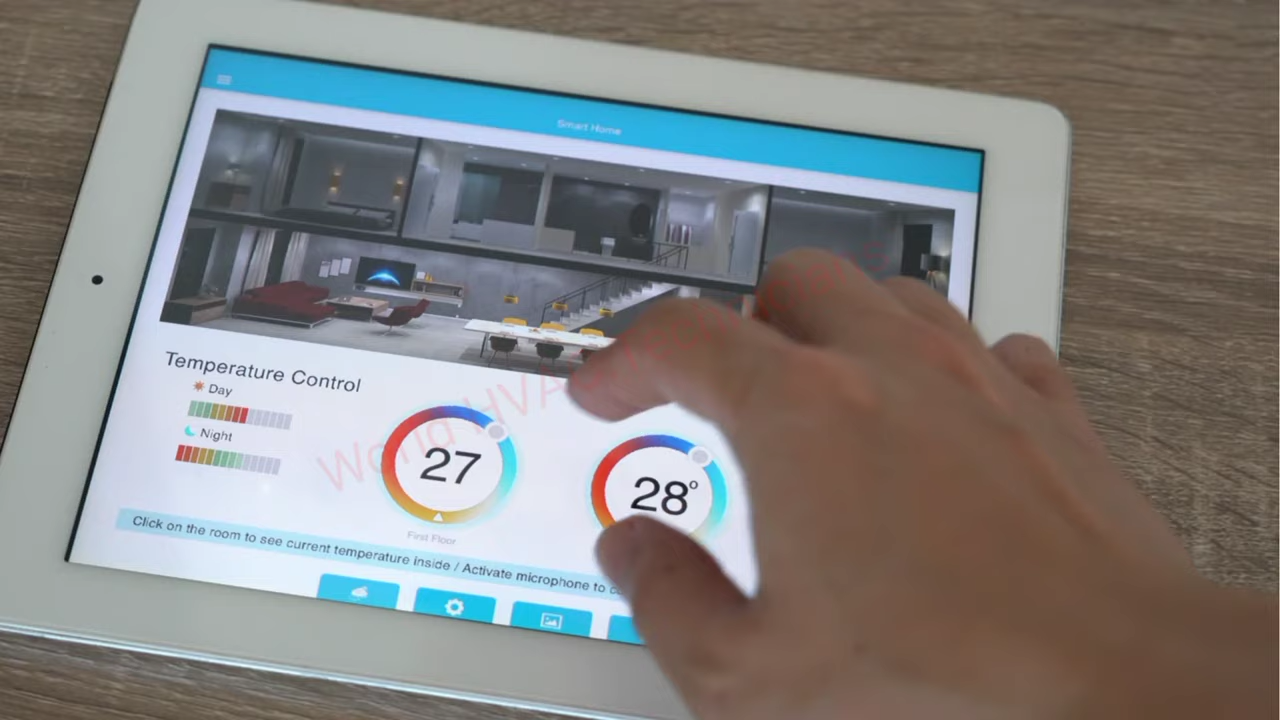 Smart Home
Temperature Control
Day
Night
27
28°
First Floor
Click on the room to see current temperature inside / Activate microphone to